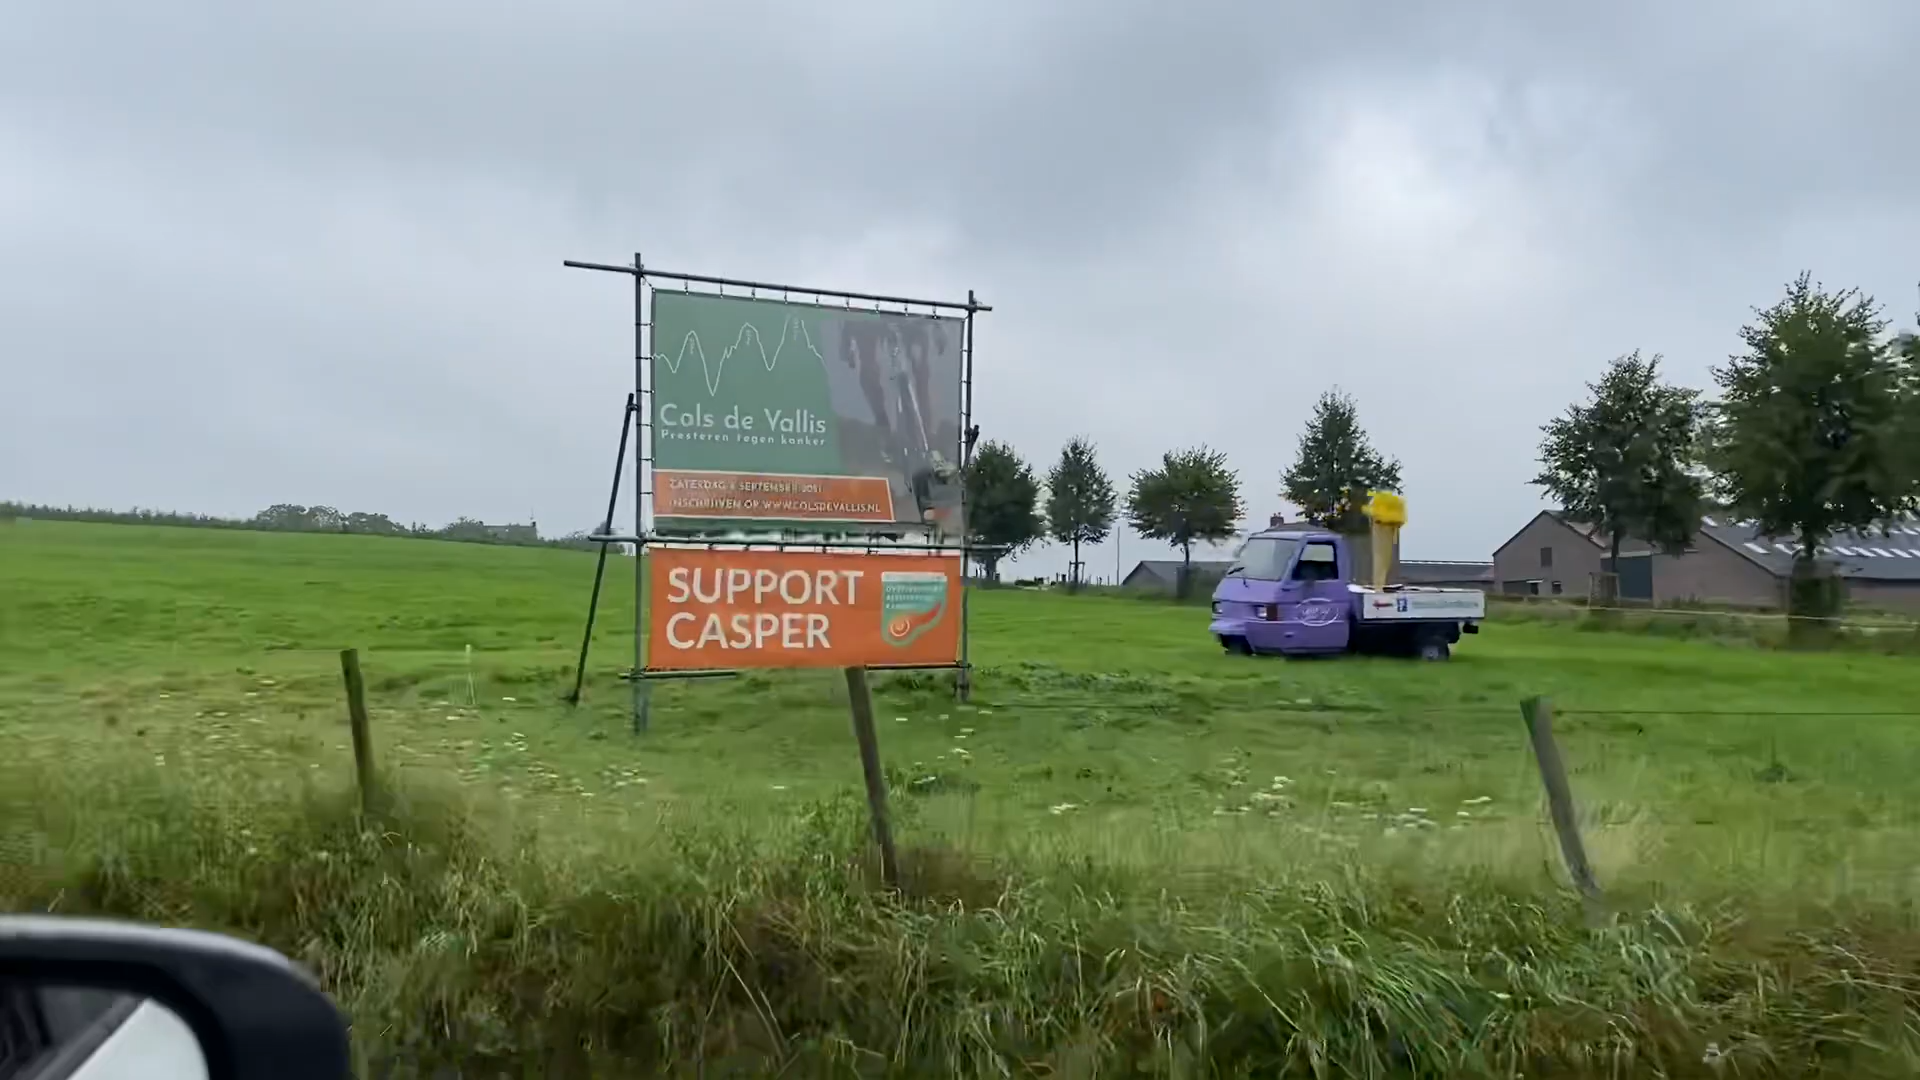 Cols de Vallis
Presteren tegen kanker
ZATERDAG 4 SEPTEMBER 2021
INSCHRIJVEN OP WWW.COLSDEVALLIS.NL
SUPPORT
CASPER